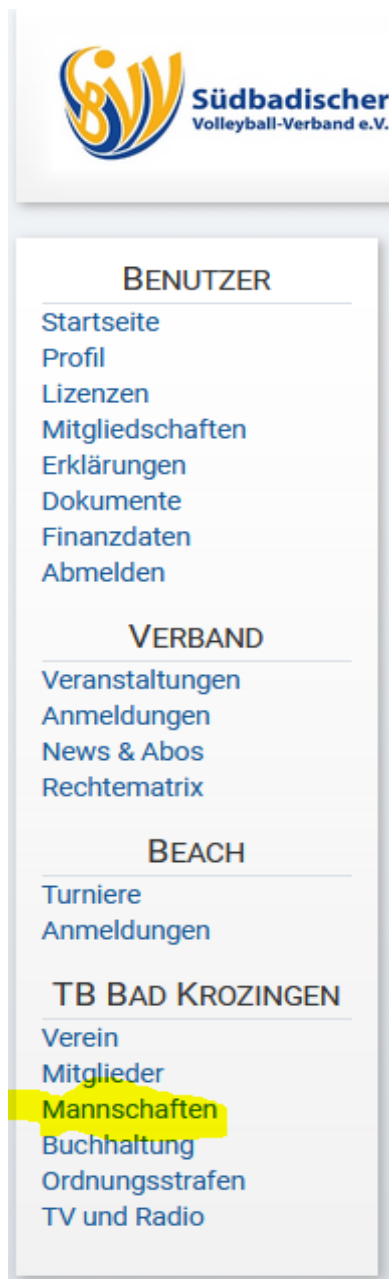 SBVV
Südbadischer
Volleyball-Verband e.V.
BENUTZER
Startseite
Profil
Lizenzen
Mitgliedschaften
Erklärungen
Dokumente
Finanzdaten
Abmelden
VERBAND
Veranstaltungen
Anmeldungen
News & Abos
Rechtematrix
BEACH
Turniere
Anmeldungen
TB BAD KROZINGEN
Verein
Mitglieder
Mannschaften
Buchhaltung
Ordnungsstrafen
TV und Radio